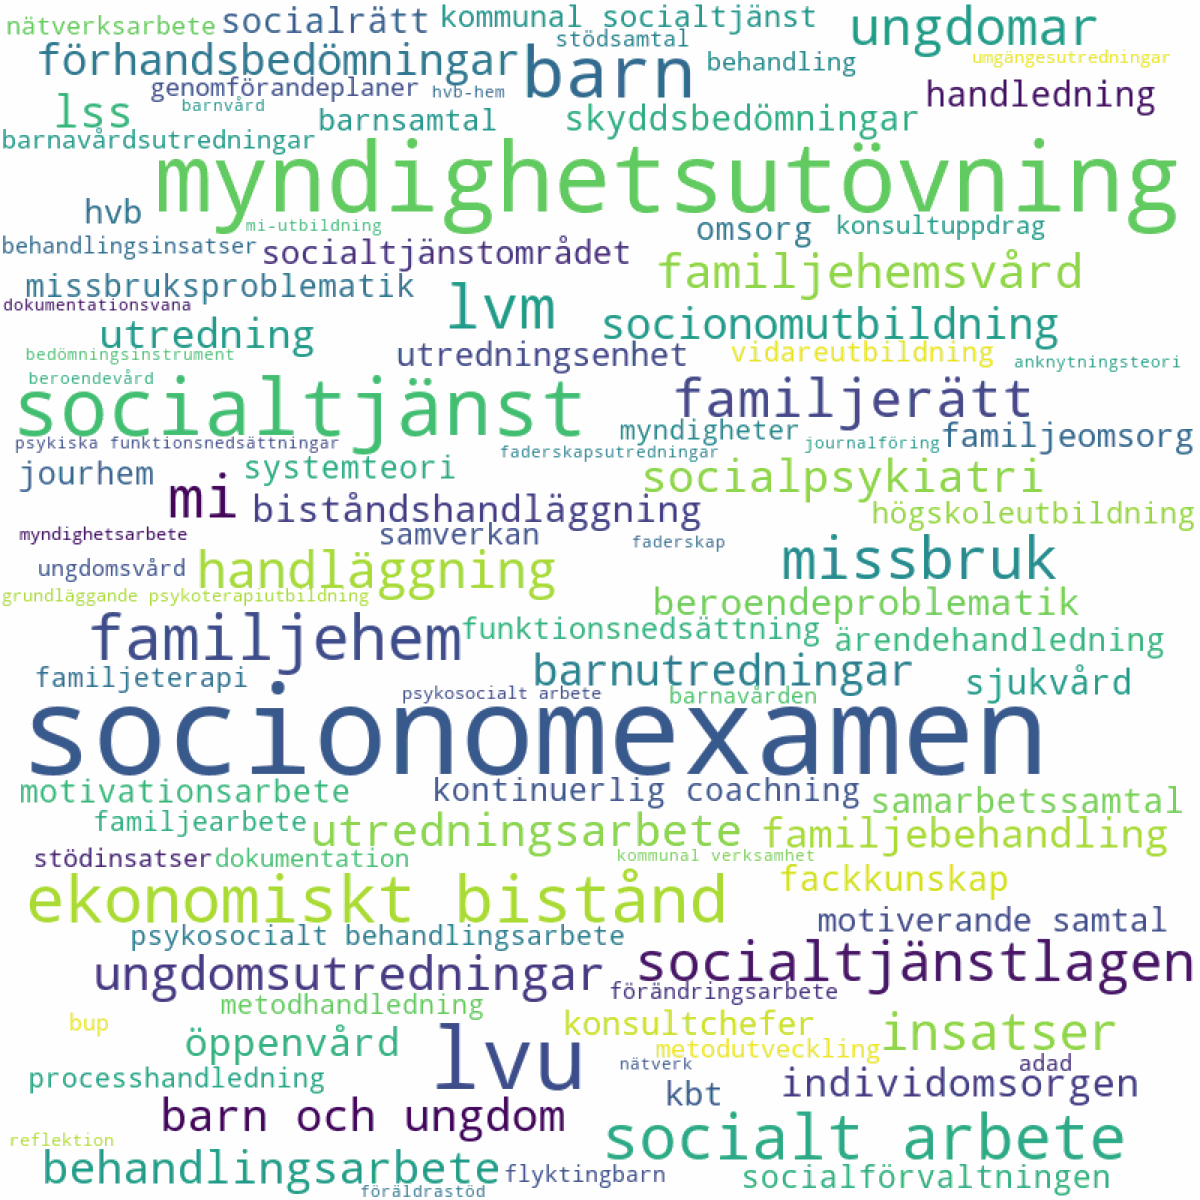 nätverksarbete socialrätt kommunal socialtjänst ungdomar
stödsamtal
förhandsbedömningar barn behandling umgängesutredningar
genomförandeplaner hvb-hem handledning
lss barnvård barnsamtal skyddsbedömningar
barnavårdsutredningar
myndighetsutövning
hvb mi-utbildning omsorg konsultuppdrag
behandlingsinsatser socialtjänstområdet
missbruksproblematik lvm familjehemsvård
dokumentationsvana
utredning socionomutbildning
bedömningsinstrument utredningsenhet vidareutbildning anknytningsteori
beroendevård
socialtjänst familjerätt
psykiska funktionsnedsättningar myndigheter journalföring familjeomsorg
faderskapsutredningar
jourhem systemteori socialpsykiatri
mi biståndshandläggning högskoleutbildning
myndighetsarbete samverkan faderskap
ungdomsvård handläggning missbruk
grundläggande psykoterapiutbildning beroendeproblematik
familjehem funktionsnedsättning ärendehandledning
familjeterapi barnutredningar sjukvård
psykosocialt arbete barnavården
socionomexamen
motivationsarbete kontinuerlig coachning samarbetssamtal
familjearbete utredningsarbete familjebehandling
stödinsatser dokumentation kommunal verksamhet
ekonomiskt bistånd fackkunskap
psykosocialt behandlingsarbete motiverande samtal
ungdomsutredningar socialtjänstlagen
metodhandledning förändringsarbete
bup konsultchefer insatser
öppenvård lvu metodutveckling
processhandledning nätverk adad
kbt individomsorgen
barn och ungdom
reflektion socialt arbete
behandlingsarbete flyktingbarn socialförvaltningen
föräldrastöd